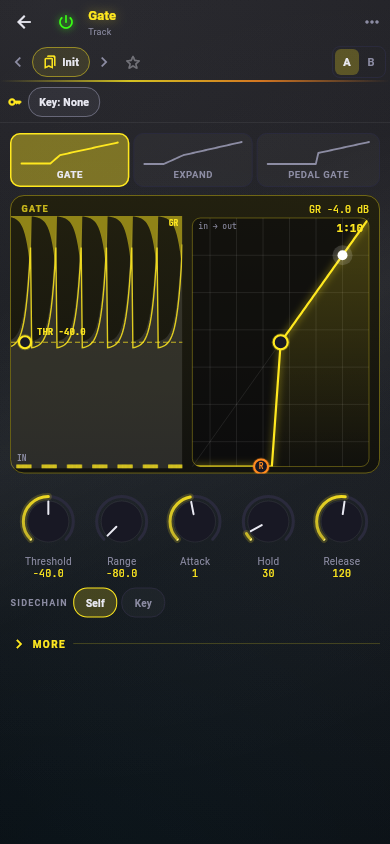 Gate
Track
Init
A B
Key: None
GATE EXPAND PEDAL GATE
GATE GR -4.0 dB
GR in → out 1:10
THR -40.0
IN
R
Threshold Range Attack Hold Release
-40.0 -80.0 1 30 120
SIDECHAIN Self Key
MORE